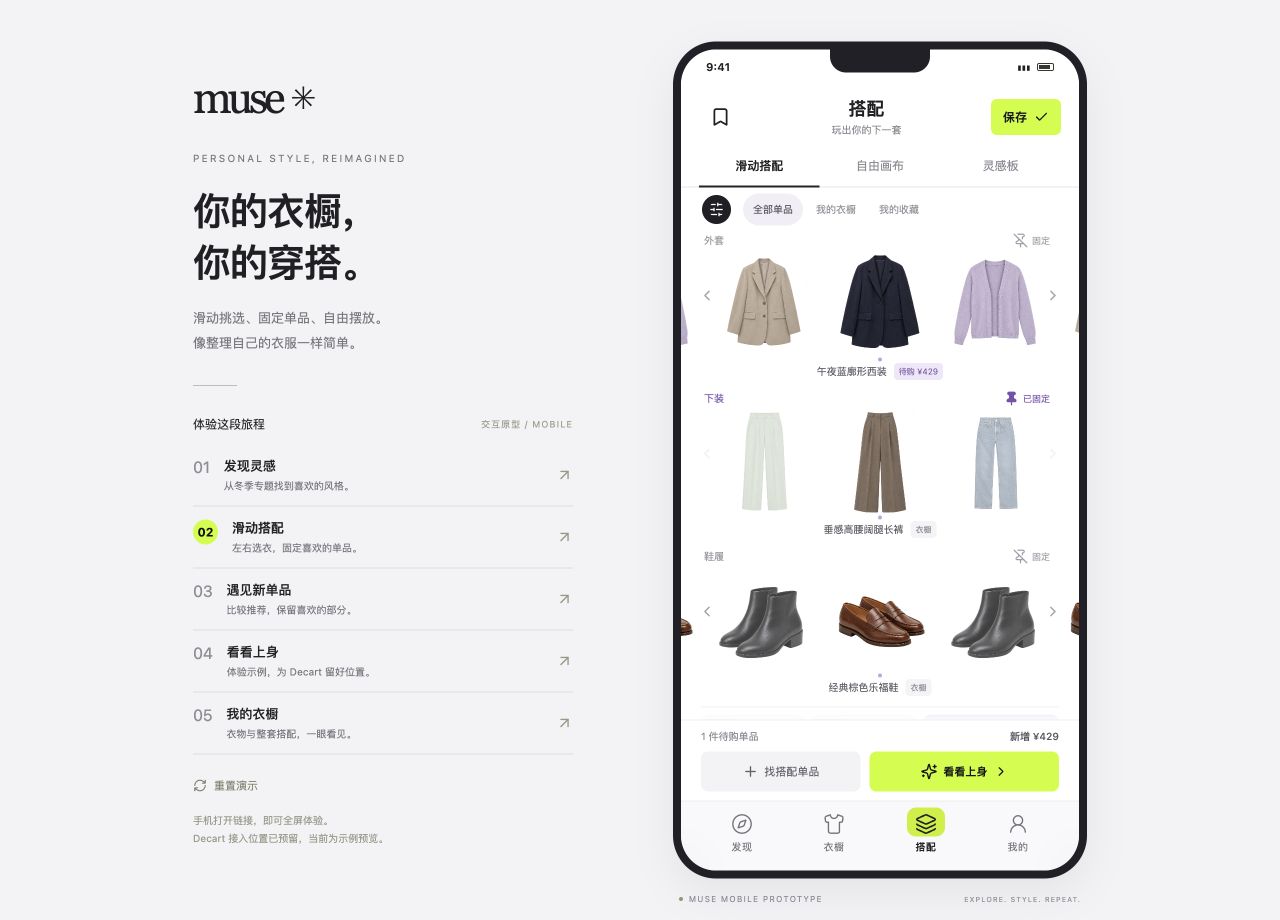 muse
PERSONAL STYLE, REIMAGINED
你的衣橱，
你的穿搭。
滑动挑选、固定单品、自由摆放。
像整理自己的衣服一样简单。
体验这段旅程
交互原型 / MOBILE
01 发现灵感
从冬季专题找到喜欢的风格。
02 滑动搭配
左右选衣，固定喜欢的单品。
03 遇见新单品
比较推荐，保留喜欢的部分。
04 看看上身
体验示例，为 Decart 留好位置。
05 我的衣橱
衣物与整套搭配，一眼看见。
重置演示
手机打开链接，即可全屏体验。
Decart 接入位置已预留，当前为示例预览。
9:41
搭配
玩出你的下一套
保存
滑动搭配 自由画布 灵感板
全部单品 我的衣橱 我的收藏
外套 固定
午夜蓝廓形西装 待购 ¥429
下装 已固定
垂感高腰阔腿长裤 衣橱
鞋履 固定
经典棕色乐福鞋 衣橱
1 件待购单品 新增 ¥429
找搭配单品 看看上身
发现 衣橱 搭配 我的
MUSE MOBILE PROTOTYPE
EXPLORE. STYLE. REPEAT.